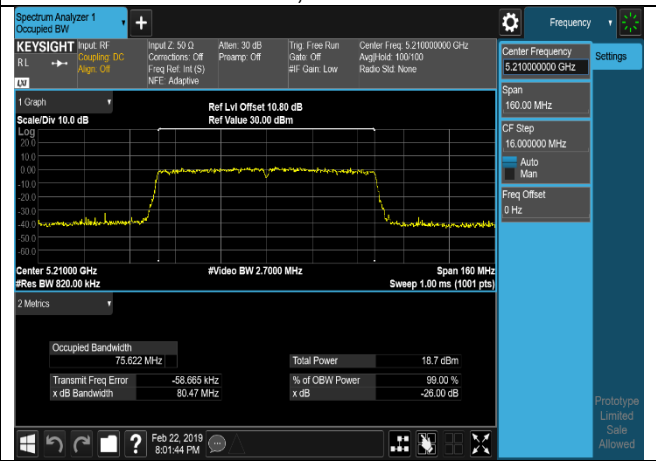 Spectrum Analyzer 1
Occupied BW
Frequency
KEYSIGHT
RL
LXI
Input: RF
Coupling: DC
Align: Off
Input Z: 50 Ω
Corrections: Off
Freq Ref: Int (S)
NFE: Adaptive
Atten: 30 dB
Preamp: Off
Trig: Free Run
Gate: Off
#IF Gain: Low
Center Freq: 5.210000000 GHz
Avg|Hold: 100/100
Radio Std: None
Center Frequency
5.210000000 GHz
Settings
Span
160.00 MHz
CF Step
16.000000 MHz
Auto
Man
Freq Offset
0 Hz
1 Graph
Scale/Div 10.0 dB
Ref Lvl Offset 10.80 dB
Ref Value 30.00 dBm
Log
20.0
10.0
0.00
-10.0
-20.0
-30.0
-40.0
-50.0
-60.0
Center 5.21000 GHz
#Video BW 2.7000 MHz
Span 160 MHz
#Res BW 820.00 kHz
Sweep 1.00 ms (1001 pts)
2 Metrics
Occupied Bandwidth
75.622 MHz
Total Power 18.7 dBm
Transmit Freq Error -58.665 kHz
% of OBW Power 99.00 %
x dB Bandwidth 80.47 MHz
x dB -26.00 dB
Prototype
Limited
Sale
Allowed
?
Feb 22, 2019
8:01:44 PM